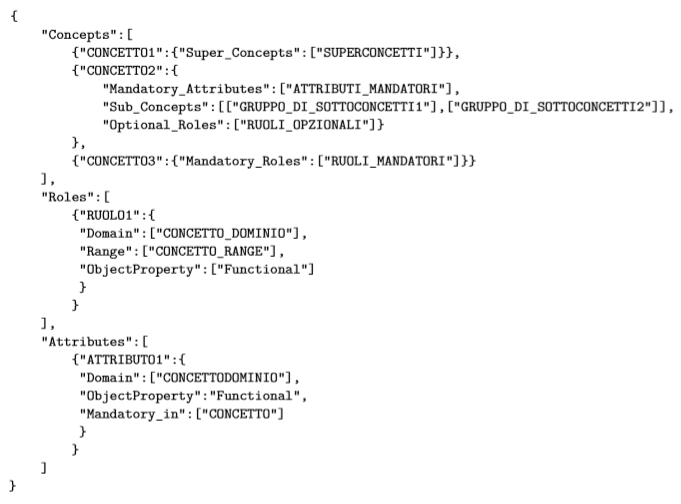 {
"Concepts":[
{"CONCETTO1":{"Super_Concepts":["SUPERCONCETTI"]}},
{"CONCETTO2":{
"Mandatory_Attributes":["ATTRIBUTI_MANDATORI"],
"Sub_Concepts":[["GRUPPO_DI_SOTTOCONCETTI1"],["GRUPPO_DI_SOTTOCONCETTI2"]],
"Optional_Roles":["RUOLI_OPZIONALI"]}
},
{"CONCETTO3":{"Mandatory_Roles":["RUOLI_MANDATORI"]}}
],
"Roles":[
{"RUOLO1":{
"Domain":["CONCETTO_DOMINIO"],
"Range":["CONCETTO_RANGE"],
"ObjectProperty":["Functional"]
}
}
],
"Attributes":[
{"ATTRIBUTO1":{
"Domain":["CONCETTODOMINIO"],
"ObjectProperty":"Functional",
"Mandatory_in":["CONCETTO"]
}
}
]
}